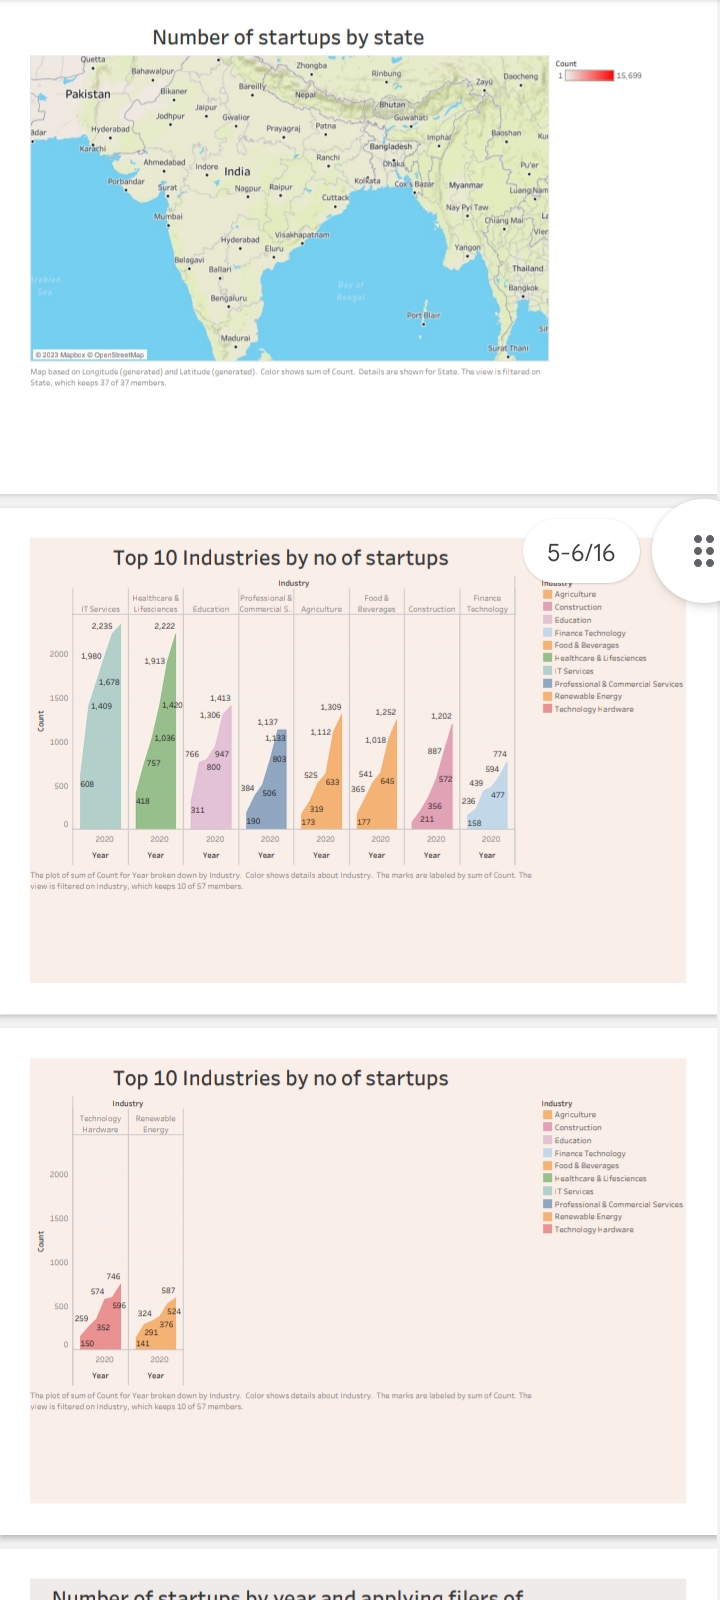 Number of startups by state
Count
1 15,699
Quetta
Zhongba
Bahawalpur
Rinbung
Zayü
Daocheng
Pakistan
Bikaner
Bareilly
Nepal
Jaipur
Bhutan
Jodhpur
Gwalior
Guwahati
Hyderabad
Prayagraj
Patna
Imphal
Baoshan
Karachi
Bangladesh
Ranchi
Ahmedabad
Indore
India
Dhaka
Pu'er
Porbandar
Surat
Nagpur
Raipur
Kolkata
Cox's Bazar
Myanmar
Cuttack
Nay Pyi Taw
Mumbai
Chiang Mai
Visakhapatnam
Hyderabad
Eluru
Yangon
Belagavi
Ballari
Thailand
Arabian
Sea
Bay of
Bengal
Bangkok
Bengaluru
Port Blair
Madurai
Surat Thani
© 2023 Mapbox © OpenStreetMap
Map based on Longitude (generated) and Latitude (generated). Color shows sum of Count. Details are shown for State. The view is filtered on
State, which keeps 37 of 37 members.
5-6/16
Top 10 Industries by no of startups
Industry
IT Services
Healthcare &
Lifesciences
Education
Professional &
Commercial S..
Agriculture
Food &
Beverages
Construction
Finance
Technology
Count
2000
1500
1000
500
0
2,235
1,980
1,678
1,409
608
2,222
1,913
1,420
1,036
757
418
1,413
1,306
766
947
800
311
1,137
1,133
803
384
506
190
1,309
1,112
525
633
319
173
1,252
1,018
541
645
365
177
1,202
887
572
356
211
774
594
439
477
236
158
2020 2020 2020 2020 2020 2020 2020 2020
Year Year Year Year Year Year Year Year
Industry
Agriculture
Construction
Education
Finance Technology
Food & Beverages
Healthcare & Lifesciences
IT Services
Professional & Commercial Services
Renewable Energy
Technology Hardware
The plot of sum of Count for Year broken down by Industry. Color shows details about Industry. The marks are labeled by sum of Count. The
view is filtered on Industry, which keeps 10 of 57 members.
Top 10 Industries by no of startups
Industry
Technology
Hardware
Renewable
Energy
Count
2000
1500
1000
500
0
746
574
596
259
352
150
587
524
324
376
291
141
2020 2020
Year Year
Industry
Agriculture
Construction
Education
Finance Technology
Food & Beverages
Healthcare & Lifesciences
IT Services
Professional & Commercial Services
Renewable Energy
Technology Hardware
The plot of sum of Count for Year broken down by Industry. Color shows details about Industry. The marks are labeled by sum of Count. The
view is filtered on Industry, which keeps 10 of 57 members.
Number of startups by year and applying filers of